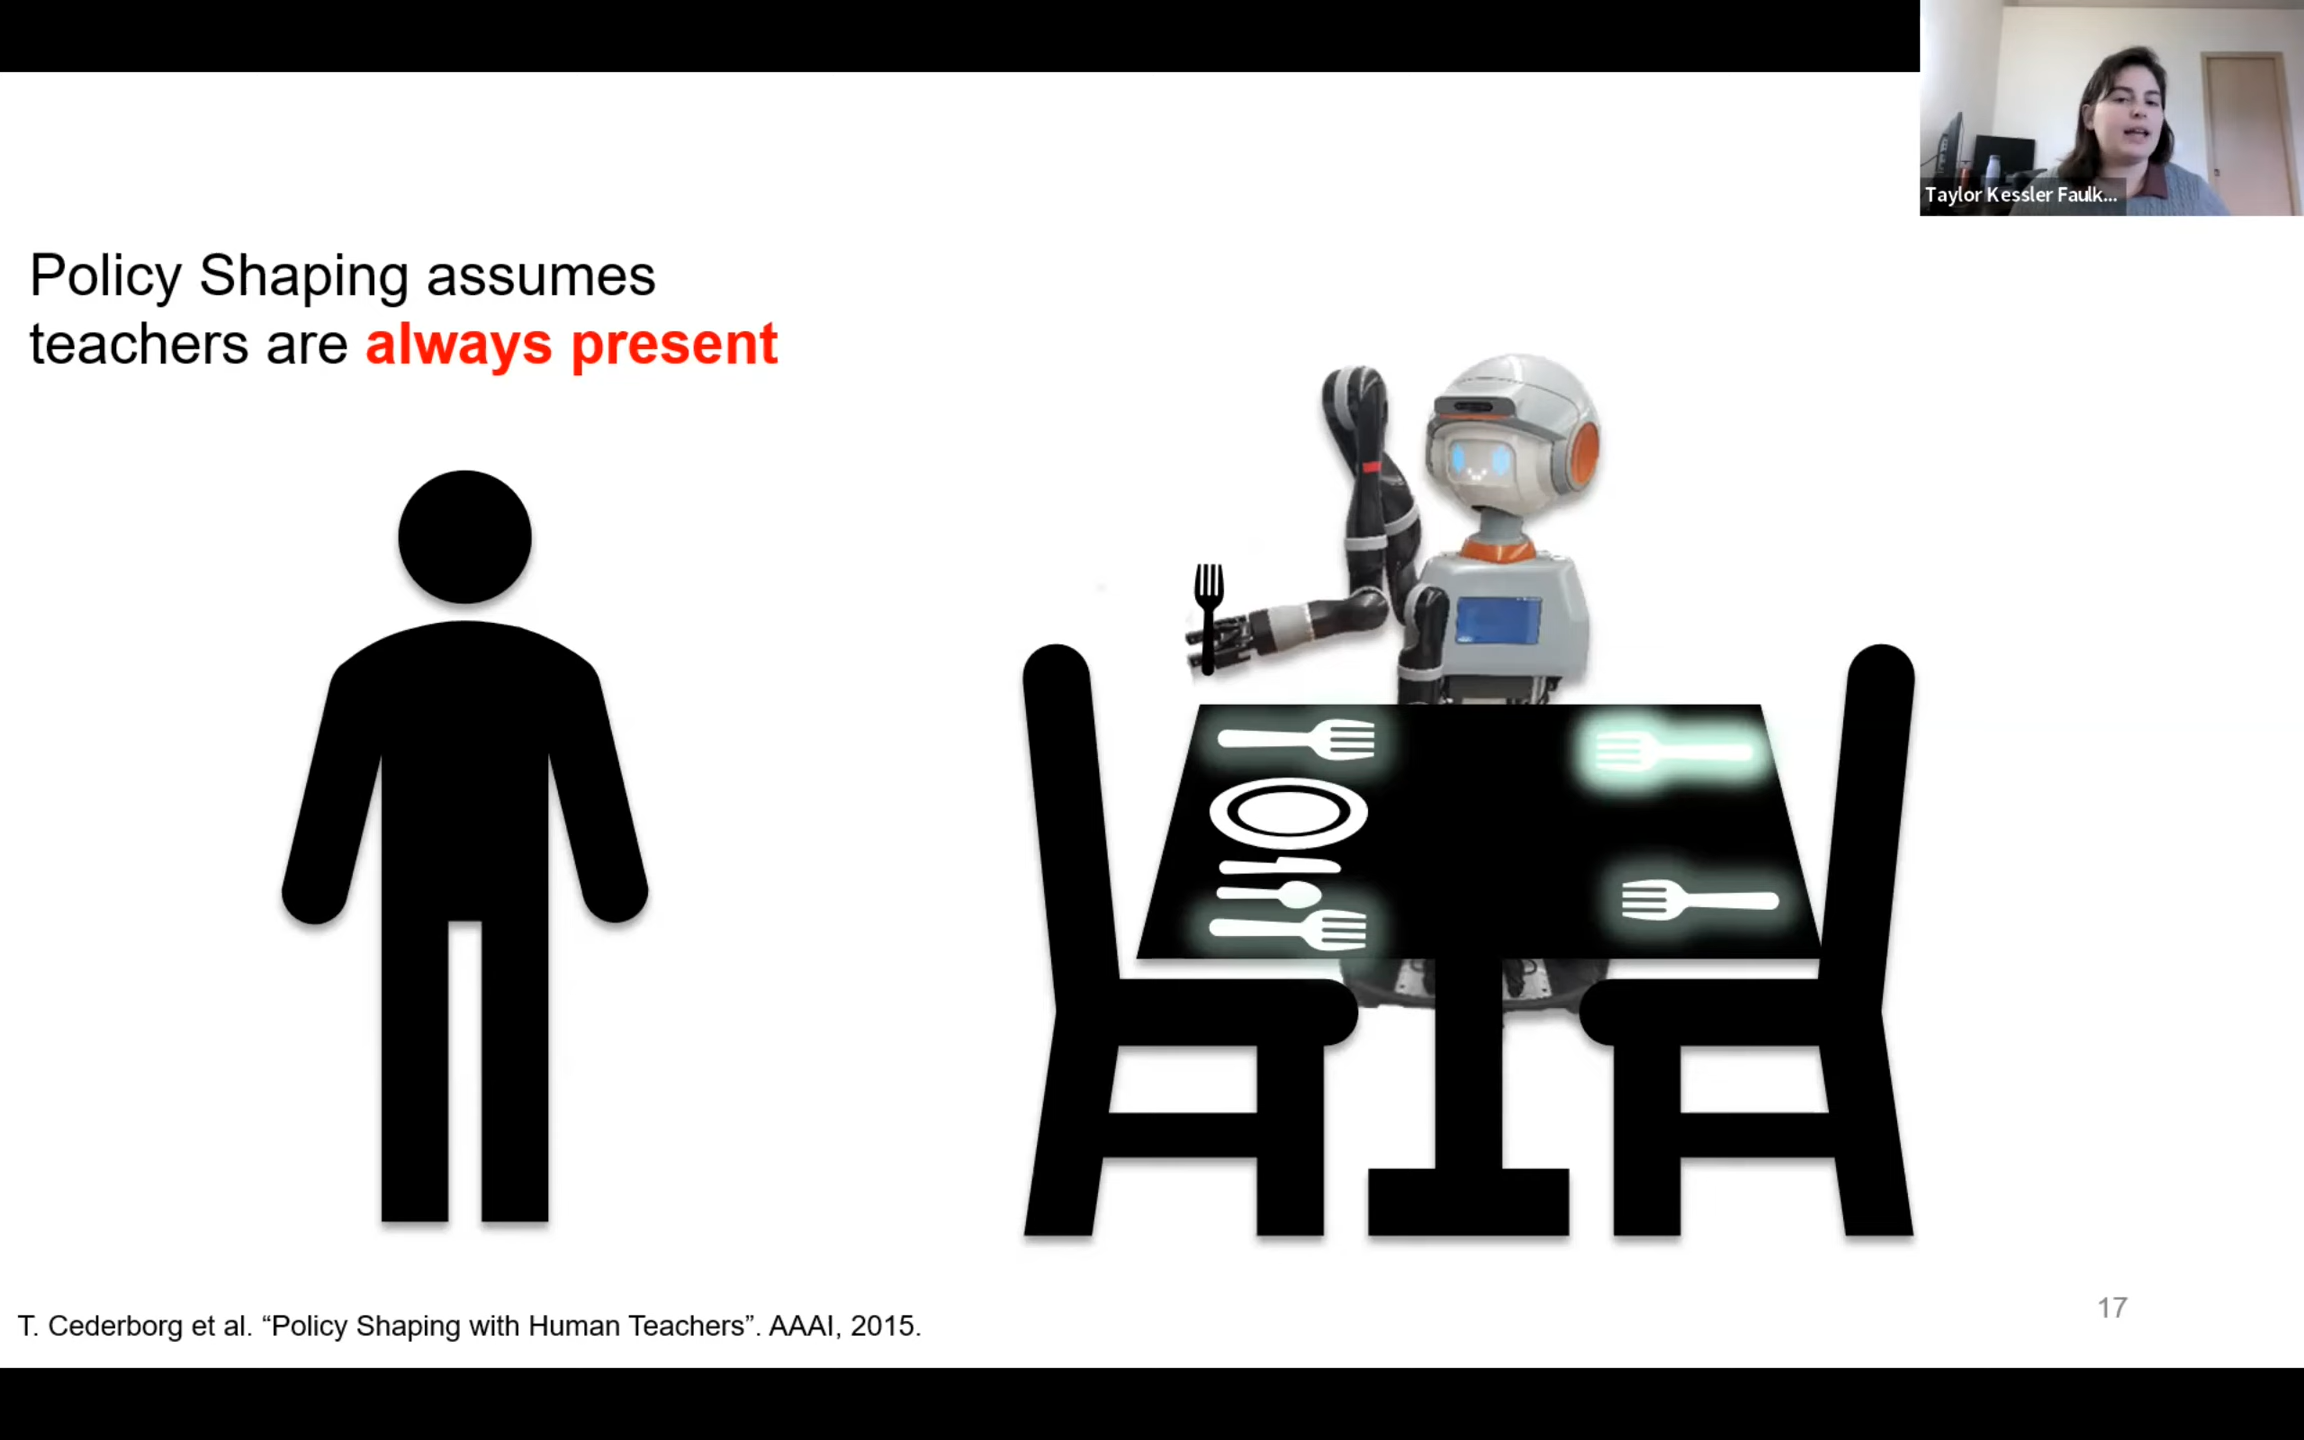 Taylor Kessler Faulk...
Policy Shaping assumes
teachers are always present
T. Cederborg et al. “Policy Shaping with Human Teachers”. AAAI, 2015.
17